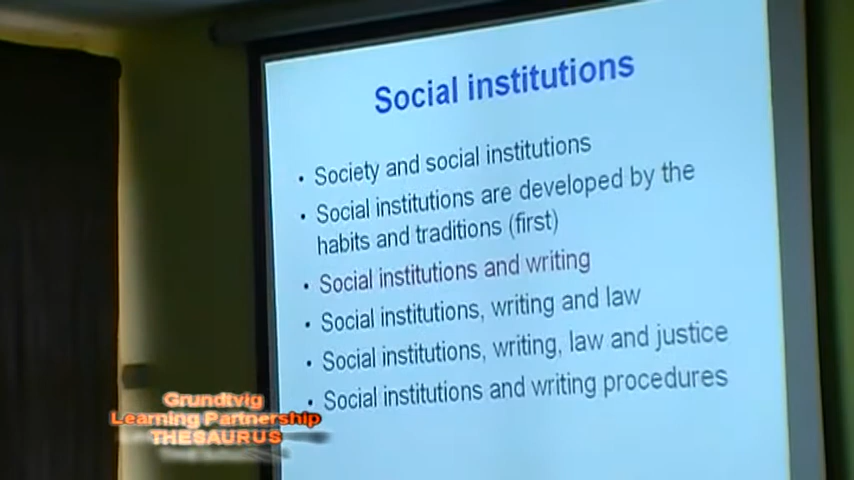 Social institutions
• Society and social institutions
• Social institutions are developed by the
habits and traditions (first)
• Social institutions and writing
• Social institutions, writing and law
• Social institutions, writing, law and justice
• Social institutions and writing procedures
Grundtvig
Learning Partnership
THESAURUS